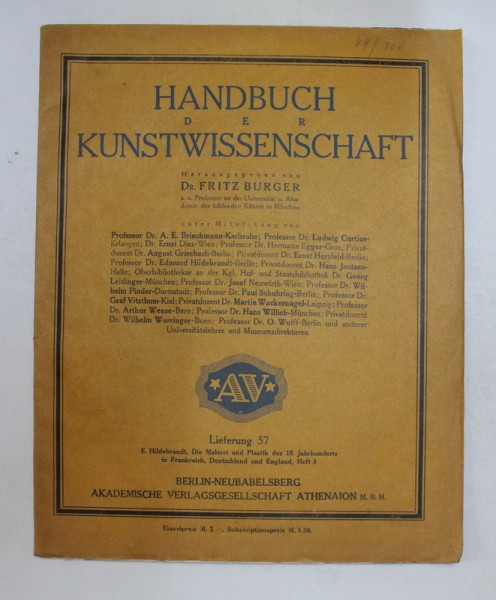 HANDBUCH
DER
KUNSTWISSENSCHAFT
Herausgegeben von
DR. FRITZ BURGER
a. o. Professor an der Universität u. Aka-
demie der bildenden Künste in München
unter Mitwirkung von
Professor Dr. A. E. Brinckmann-Karlsruhe; Professor Dr. Ludwig Curtius-
Erlangen; Dr. Ernst Diez-Wien; Professor Dr. Hermann Egger-Graz; Privat-
dozent Dr. August Grisebach-Berlin; Privatdozent Dr. Ernst Herzfeld-Berlin;
Professor Dr. Edmund Hildebrandt-Berlin; Privatdozent Dr. Hans Jantzen-
Halle; Oberbibliothekar an der Kgl. Hof- und Staatsbibliothek Dr. Georg
Leidinger-München; Professor Dr. Josef Neuwirth-Wien; Professor Dr. Wil-
helm Pinder-Darmstadt; Professor Dr. Paul Schubring-Berlin; Professor Dr.
Graf Vitzthum-Kiel; Privatdozent Dr. Martin Wackernagel-Leipzig; Professor
Dr. Arthur Weese-Bern; Professor Dr. Hans Willich-München; Privatdozent
Dr. Wilhelm Worringer-Bonn; Professor Dr. O. Wulff-Berlin und anderer
Universitätslehrer und Museumsdirektoren
AV
Lieferung 57
E. Hildebrandt, Die Malerei und Plastik des 18. Jahrhunderts
in Frankreich, Deutschland und England, Heft 3
BERLIN-NEUBABELSBERG
AKADEMISCHE VERLAGSGESELLSCHAFT ATHENAION M. B. H.
Einzelpreis M. 2.—, Subscriptionspreis M. 1.50.